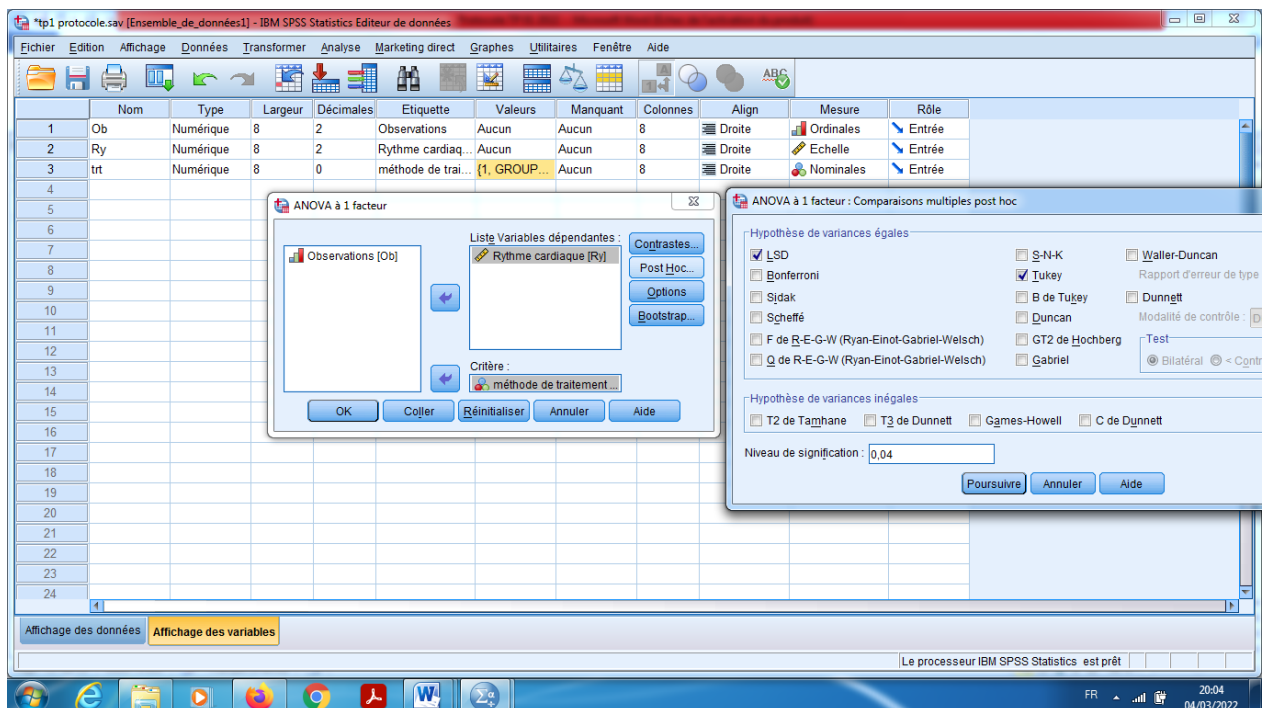 *tp1 protocole.sav [Ensemble_de_données1] - IBM SPSS Statistics Editeur de données
Fichier Edition Affichage Données Transformer Analyse Marketing direct Graphes Utilitaires Fenêtre Aide
Nom Type Largeur Décimales Etiquette Valeurs Manquant Colonnes Align Mesure Rôle
1 Ob Numérique 8 2 Observations Aucun Aucun 8 Droite Ordinales Entrée
2 Ry Numérique 8 2 Rythme cardiaq... Aucun Aucun 8 Droite Echelle Entrée
3 trt Numérique 8 0 méthode de trai... {1, GROUP... Aucun 8 Droite Nominales Entrée
4
5
6
7
8
9
10
11
12
13
14
15
16
17
18
19
20
21
22
23
24
ANOVA à 1 facteur
Observations [Ob]
Liste Variables dépendantes :
Rythme cardiaque [Ry]
Contrastes...
Post Hoc...
Options
Bootstrap...
Critère :
méthode de traitement ...
OK Coller Réinitialiser Annuler Aide
ANOVA à 1 facteur : Comparaisons multiples post hoc
Hypothèse de variances égales
LSD S-N-K Waller-Duncan
Bonferroni Tukey Rapport d'erreur de type
Sidak B de Tukey Dunnett
Scheffé Duncan Modalité de contrôle : D
F de R-E-G-W (Ryan-Einot-Gabriel-Welsch) GT2 de Hochberg Test
Q de R-E-G-W (Ryan-Einot-Gabriel-Welsch) Gabriel Bilatéral < Contr
Hypothèse de variances inégales
T2 de Tamhane T3 de Dunnett Games-Howell C de Dunnett
Niveau de signification : 0,04
Poursuivre Annuler Aide
Affichage des données Affichage des variables
Le processeur IBM SPSS Statistics est prêt
FR 20:04
04/03/2022